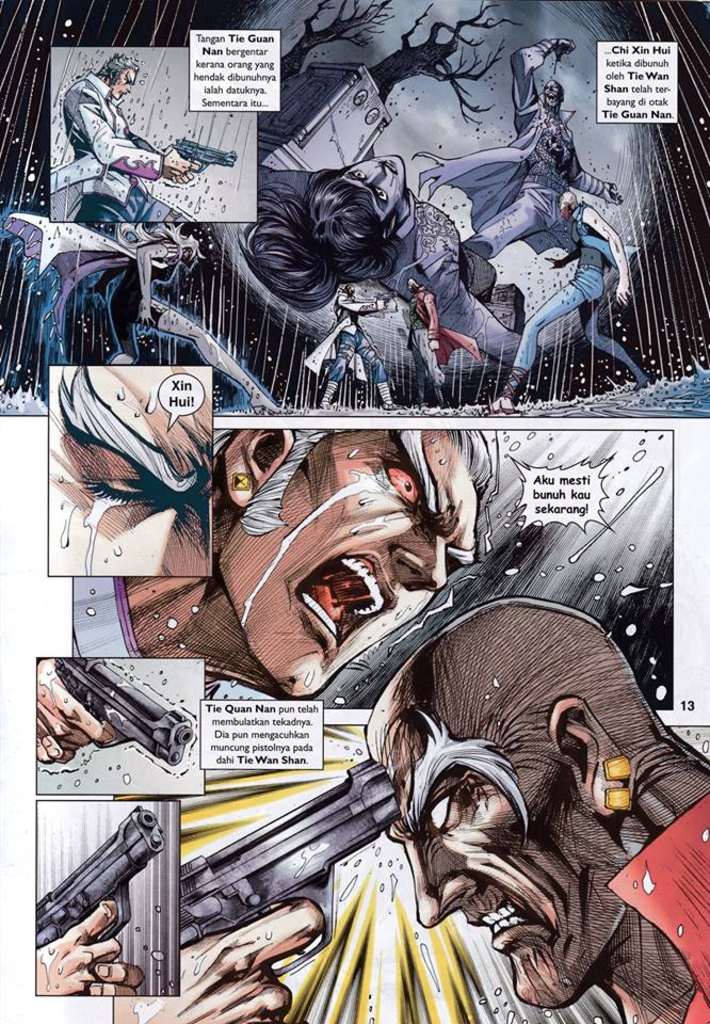 Tangan Tie Guan
Nan bergentar
kerana orang yang
hendak dibunuhnya
ialah datuknya.
Sementara itu...
...Chi Xin Hui
ketika dibunuh
oleh Tie Wan
Shan telah ter-
bayang di otak
Tie Guan Nan.
Xin
Hui!
Aku mesti
bunuh kau
sekarang!
13
Tie Quan Nan pun telah
membulatkan tekadnya.
Dia pun mengacuhkan
muncung pistolnya pada
dahi Tie Wan Shan.